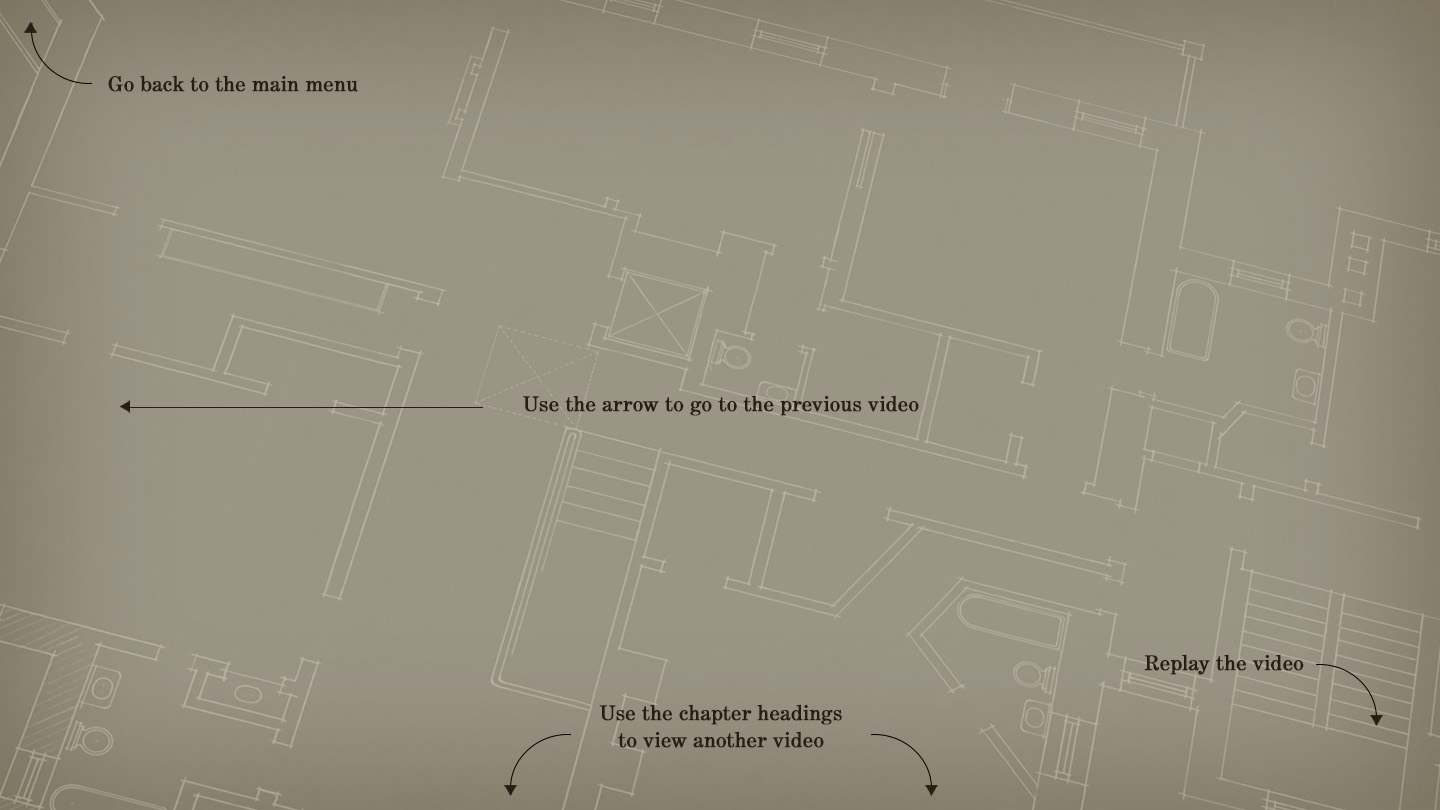 Go back to the main menu
Use the arrow to go to the previous video
Replay the video
Use the chapter headings
to view another video